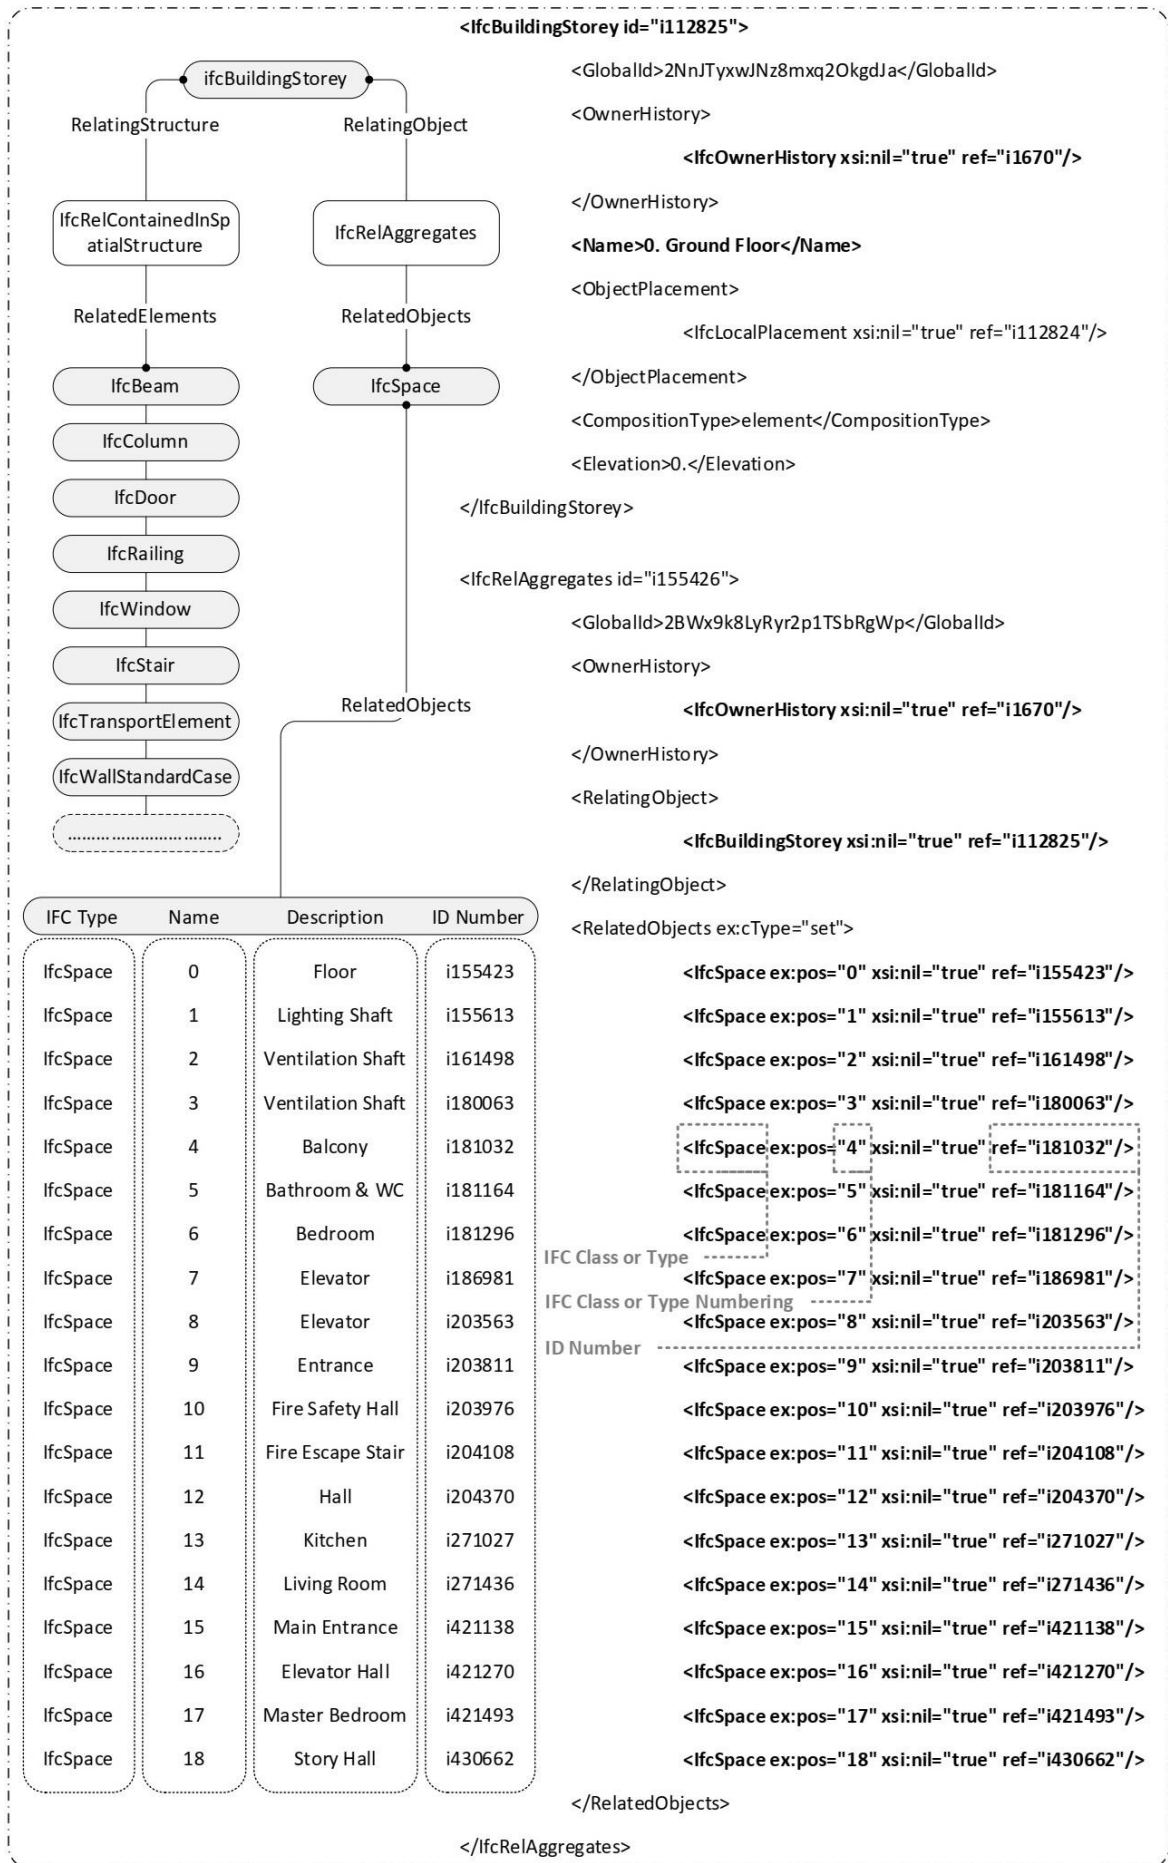 ifcBuildingStorey
RelatingStructure
RelatingObject
IfcRelContainedInSp
atialStructure
IfcRelAggregates
RelatedElements
RelatedObjects
IfcBeam
IfcSpace
IfcColumn
IfcDoor
IfcRailing
IfcWindow
IfcStair
IfcTransportElement
IfcWallStandardCase
................................
RelatedObjects
IFC Type Name Description ID Number
IfcSpace 0 Floor i155423
IfcSpace 1 Lighting Shaft i155613
IfcSpace 2 Ventilation Shaft i161498
IfcSpace 3 Ventilation Shaft i180063
IfcSpace 4 Balcony i181032
IfcSpace 5 Bathroom & WC i181164
IfcSpace 6 Bedroom i181296
IfcSpace 7 Elevator i186981
IfcSpace 8 Elevator i203563
IfcSpace 9 Entrance i203811
IfcSpace 10 Fire Safety Hall i203976
IfcSpace 11 Fire Escape Stair i204108
IfcSpace 12 Hall i204370
IfcSpace 13 Kitchen i271027
IfcSpace 14 Living Room i271436
IfcSpace 15 Main Entrance i421138
IfcSpace 16 Elevator Hall i421270
IfcSpace 17 Master Bedroom i421493
IfcSpace 18 Story Hall i430662
<IfcBuildingStorey id="i112825">
<GlobalId>2NnJTyxwJNz8mxq2OkgdJa</GlobalId>
<OwnerHistory>
<IfcOwnerHistory xsi:nil="true" ref="i1670"/>
</OwnerHistory>
<Name>0. Ground Floor</Name>
<ObjectPlacement>
<IfcLocalPlacement xsi:nil="true" ref="i112824"/>
</ObjectPlacement>
<CompositionType>element</CompositionType>
<Elevation>0.</Elevation>
</IfcBuildingStorey>
<IfcRelAggregates id="i155426">
<GlobalId>2BWx9k8LyRyr2p1TSbRgWp</GlobalId>
<OwnerHistory>
<IfcOwnerHistory xsi:nil="true" ref="i1670"/>
</OwnerHistory>
<RelatingObject>
<IfcBuildingStorey xsi:nil="true" ref="i112825"/>
</RelatingObject>
<RelatedObjects ex:cType="set">
<IfcSpace ex:pos="0" xsi:nil="true" ref="i155423"/>
<IfcSpace ex:pos="1" xsi:nil="true" ref="i155613"/>
<IfcSpace ex:pos="2" xsi:nil="true" ref="i161498"/>
<IfcSpace ex:pos="3" xsi:nil="true" ref="i180063"/>
<IfcSpace ex:pos="4" xsi:nil="true" ref="i181032"/>
<IfcSpace ex:pos="5" xsi:nil="true" ref="i181164"/>
<IfcSpace ex:pos="6" xsi:nil="true" ref="i181296"/>
IFC Class or Type
<IfcSpace ex:pos="7" xsi:nil="true" ref="i186981"/>
IFC Class or Type Numbering
<IfcSpace ex:pos="8" xsi:nil="true" ref="i203563"/>
ID Number
<IfcSpace ex:pos="9" xsi:nil="true" ref="i203811"/>
<IfcSpace ex:pos="10" xsi:nil="true" ref="i203976"/>
<IfcSpace ex:pos="11" xsi:nil="true" ref="i204108"/>
<IfcSpace ex:pos="12" xsi:nil="true" ref="i204370"/>
<IfcSpace ex:pos="13" xsi:nil="true" ref="i271027"/>
<IfcSpace ex:pos="14" xsi:nil="true" ref="i271436"/>
<IfcSpace ex:pos="15" xsi:nil="true" ref="i421138"/>
<IfcSpace ex:pos="16" xsi:nil="true" ref="i421270"/>
<IfcSpace ex:pos="17" xsi:nil="true" ref="i421493"/>
<IfcSpace ex:pos="18" xsi:nil="true" ref="i430662"/>
</RelatedObjects>
</IfcRelAggregates>